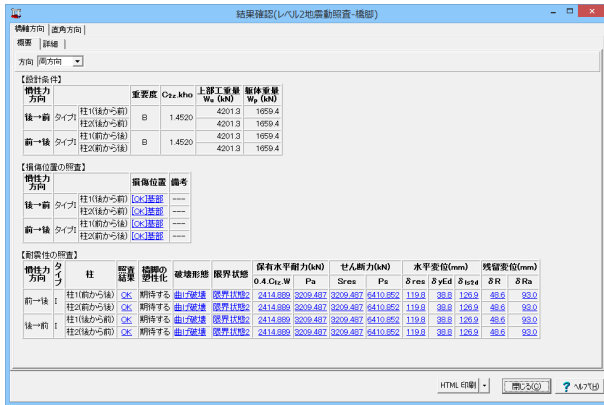 結果確認(レベル2地震動照査-橋脚)
橋軸方向 直角方向
概要 詳細
方向 両方向
【設計条件】
慣性力方向 重要度 C2z.kho 上部工重量 Wu (kN) 躯体重量 Wp (kN)
後→前 タイプI 柱1(後から前) B 1.4520 4201.3 1659.4
柱2(後から前) 4201.3 1659.4
前→後 タイプI 柱1(前から後) B 1.4520 4201.3 1659.4
柱2(前から後) 4201.3 1659.4
【損傷位置の照査】
慣性力方向 損傷位置 備考
後→前 タイプI 柱1(後から前) [OK]基部 ---
柱2(後から前) [OK]基部 ---
前→後 タイプI 柱1(前から後) [OK]基部 ---
柱2(前から後) [OK]基部 ---
【耐震性の照査】
慣性力方向 タイプ 柱 照査結果 橋脚の塑性化 破壊形態 限界状態 保有水平耐力(kN) せん断力(kN) 水平変位(mm) 残留変位(mm)
0.4.C2z.W Pa Sres Ps δres δyEd δls2d δR δRa
前→後 I 柱1(前から後) OK 期待する 曲げ破壊 限界状態2 2414.889 3209.487 3209.487 6410.852 119.8 38.8 126.9 48.6 93.0
柱2(前から後) OK 期待する 曲げ破壊 限界状態2 2414.889 3209.487 3209.487 6410.852 119.8 38.8 126.9 48.6 93.0
後→前 I 柱1(後から前) OK 期待する 曲げ破壊 限界状態2 2414.889 3209.487 3209.487 6410.852 119.8 38.8 126.9 48.6 93.0
柱2(後から前) OK 期待する 曲げ破壊 限界状態2 2414.889 3209.487 3209.487 6410.852 119.8 38.8 126.9 48.6 93.0
HTML 印刷 閉じる(C) ? ヘルプ(H)